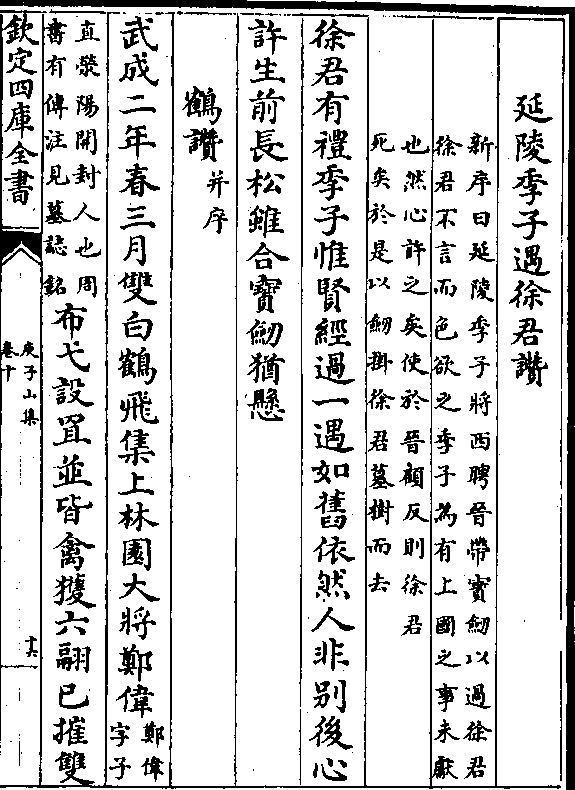 延陵季子遇徐君讚
新序曰延陵季子將西聘晉帶寳劒以過徐君
徐君不言而色欲之季子為有上國之事未獻
也然心許之矣使於晉顧反則徐君
死矣於是以劒掛徐君墓樹而去
徐君有禮季子惟賢經過一遇如舊依然人非别後心
許生前長松雖合寳劒猶懸
鶴讚并序
武成二年春三月雙白鶴飛集上林園大將鄭偉
鄭偉
字子
直滎陽開封人也周
書有傳注見墓誌銘
布弋設罝並皆禽獲六翮已摧雙
欽定四庫全書
庾子山集
卷十
十六